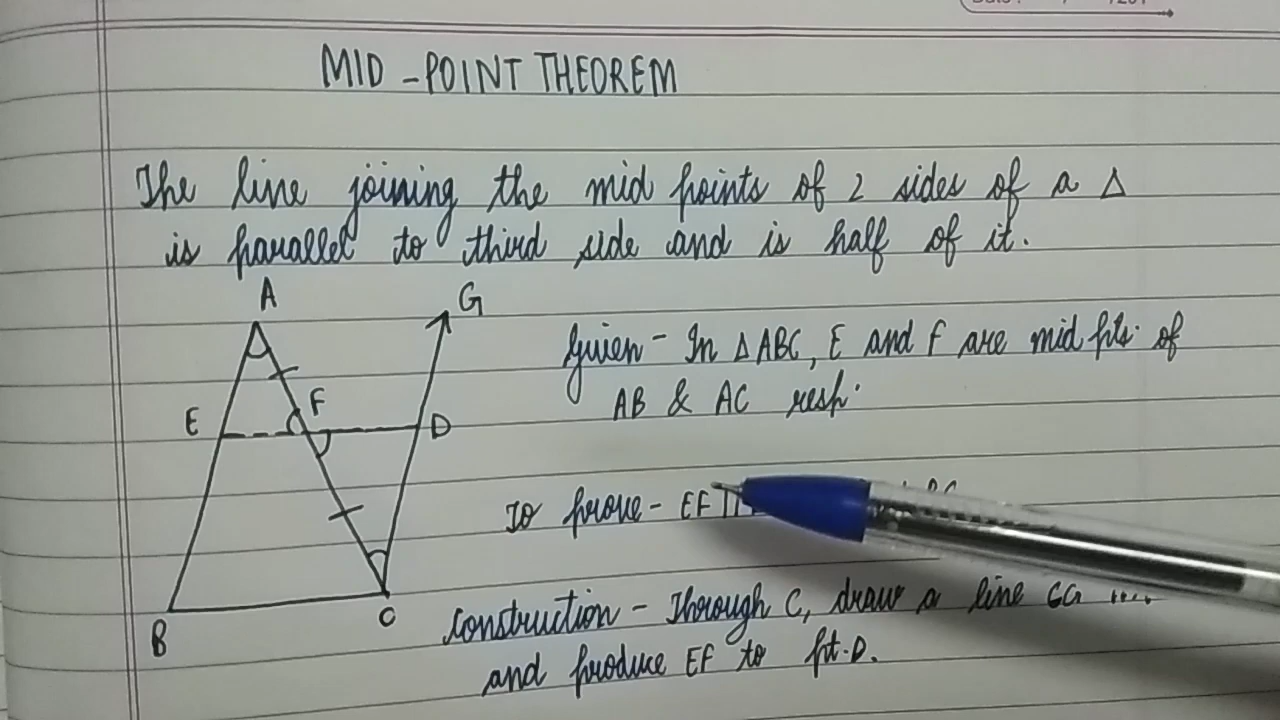 MID-POINT THEOREM
The line joining the mid points of 2 sides of a Δ
is parallel to third side and is half of it.
A
G
Given - In ΔABC, E and F are mid pts. of
AB & AC resp.
E
F
D
To prove - EF
B
C
Construction - Through C, draw a line CG
and produce EF to pt. D.